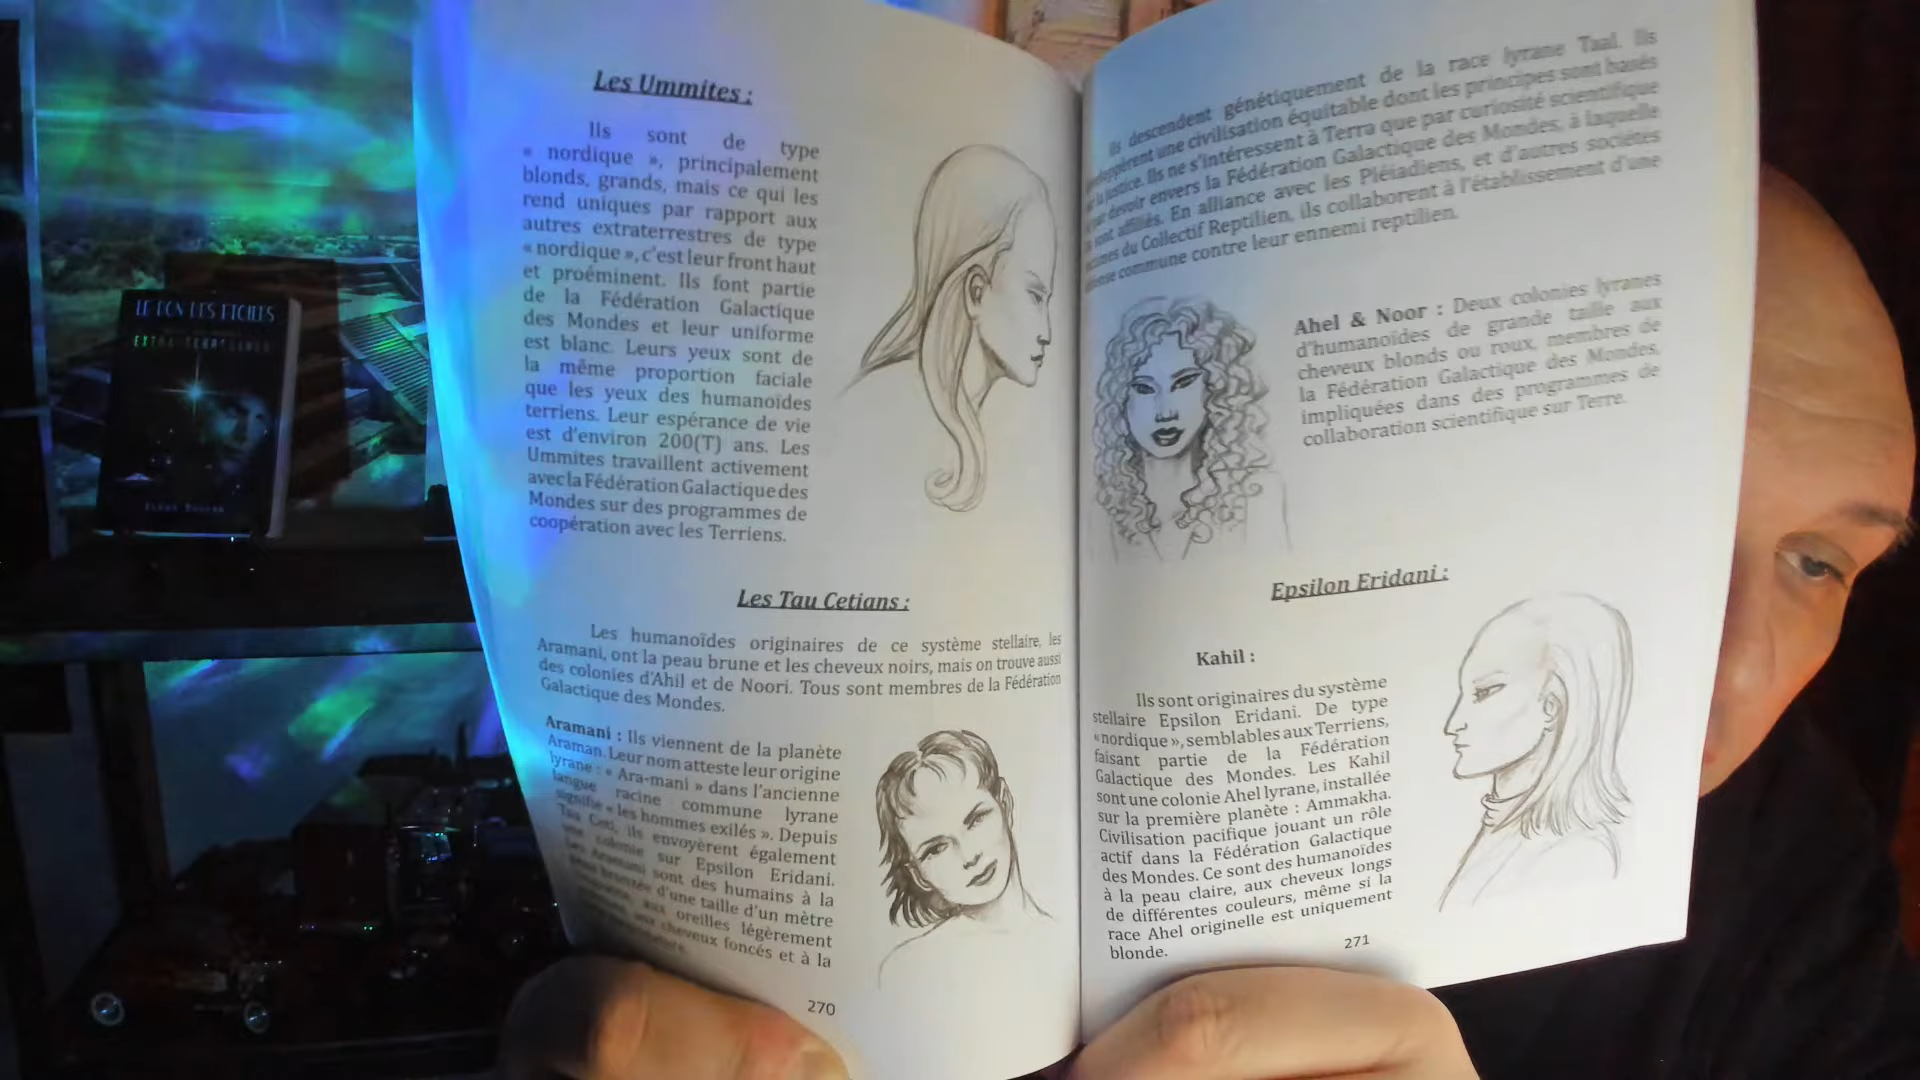 LE DON DES ETOILES
EXTRA-TERRESTRES
ELENA DANAAN
Les Ummites :
Ils sont de type
« nordique », principalement
blonds, grands, mais ce qui les
rend uniques par rapport aux
autres extraterrestres de type
« nordique », c'est leur front haut
et proéminent. Ils font partie
de la Fédération Galactique
des Mondes et leur uniforme
est blanc. Leurs yeux sont de
la même proportion faciale
que les yeux des humanoïdes
terriens. Leur espérance de vie
est d'environ 200(T) ans. Les
Ummites travaillent activement
avec la Fédération Galactique des
Mondes sur des programmes de
coopération avec les Terriens.
Les Tau Cetians :
Les humanoïdes originaires de ce système stellaire, les
Aramani, ont la peau brune et les cheveux noirs, mais on trouve aussi
des colonies d'Ahil et de Noori. Tous sont membres de la Fédération
Galactique des Mondes.
Aramani : Ils viennent de la planète
Araman. Leur nom atteste leur origine
lyrane : « Ara-mani » dans l'ancienne
langue racine commune lyrane
signifie « les hommes exilés ». Depuis
Tau Ceti, ils envoyèrent également
une colonie sur Epsilon Eridani.
Les Aramani sont des humains à la
peau bronzée d'une taille d'un mètre
aux oreilles légèrement
aux cheveux foncés et à la
270
Ils descendent génétiquement de la race lyrane Taal. Ils
développèrent une civilisation équitable dont les principes sont basés
sur la justice. Ils ne s'intéressent à Terra que par curiosité scientifique
et par devoir envers la Fédération Galactique des Mondes, à laquelle
ils sont affiliés. En alliance avec les Pléiadiens, et d'autres sociétés
victimes du Collectif Reptilien, ils collaborent à l'établissement d'une
défense commune contre leur ennemi reptilien.
Ahel & Noor : Deux colonies lyranes
d'humanoïdes de grande taille aux
cheveux blonds ou roux, membres de
la Fédération Galactique des Mondes,
impliquées dans des programmes de
collaboration scientifique sur Terre.
Epsilon Eridani :
Kahil :
Ils sont originaires du système
stellaire Epsilon Eridani. De type
« nordique », semblables aux Terriens,
faisant partie de la Fédération
Galactique des Mondes. Les Kahil
sont une colonie Ahel lyrane, installée
sur la première planète : Ammakha.
Civilisation pacifique jouant un rôle
actif dans la Fédération Galactique
des Mondes. Ce sont des humanoïdes
à la peau claire, aux cheveux longs
de différentes couleurs, même si la
race Ahel originelle est uniquement
blonde.
271